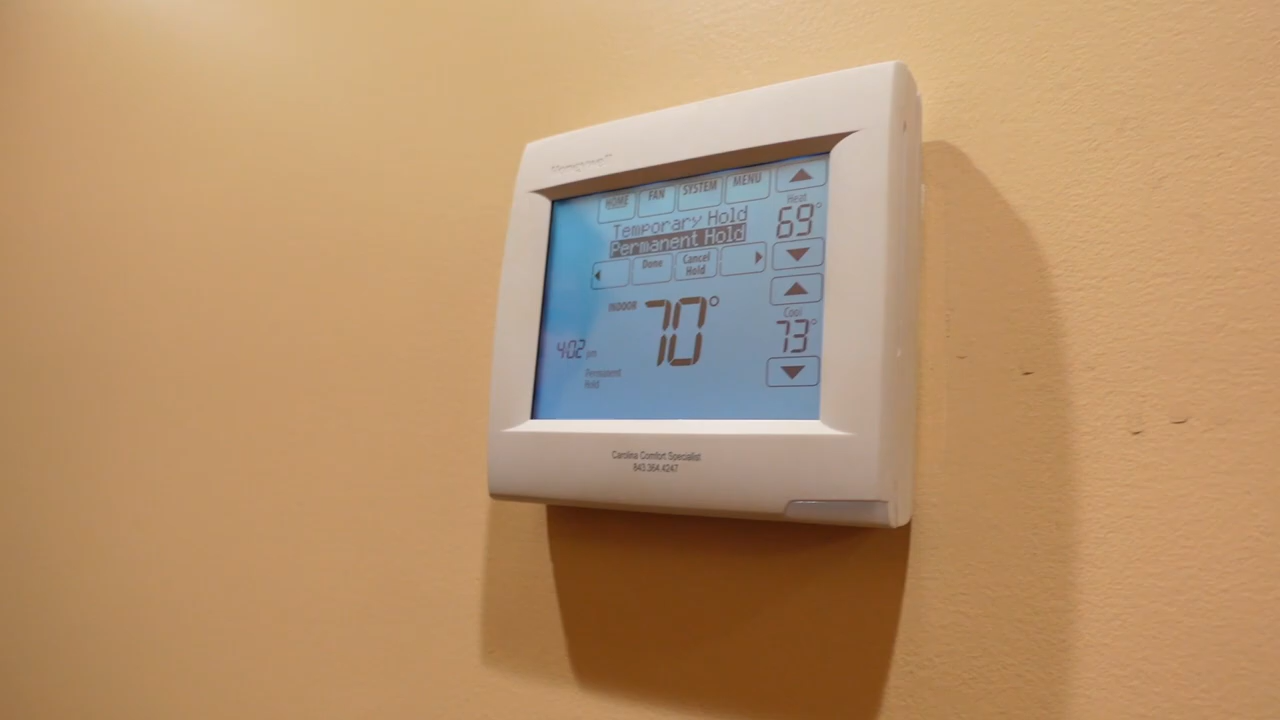 Honeywell
HOME FAN SYSTEM MENU
Temporary Hold
Permanent Hold
Done
Cancel Hold
Heat
69°
INDOOR 70°
Cool
73°
4:02 pm
Permanent
Hold
Carolina Comfort Specialist
843.364.4247